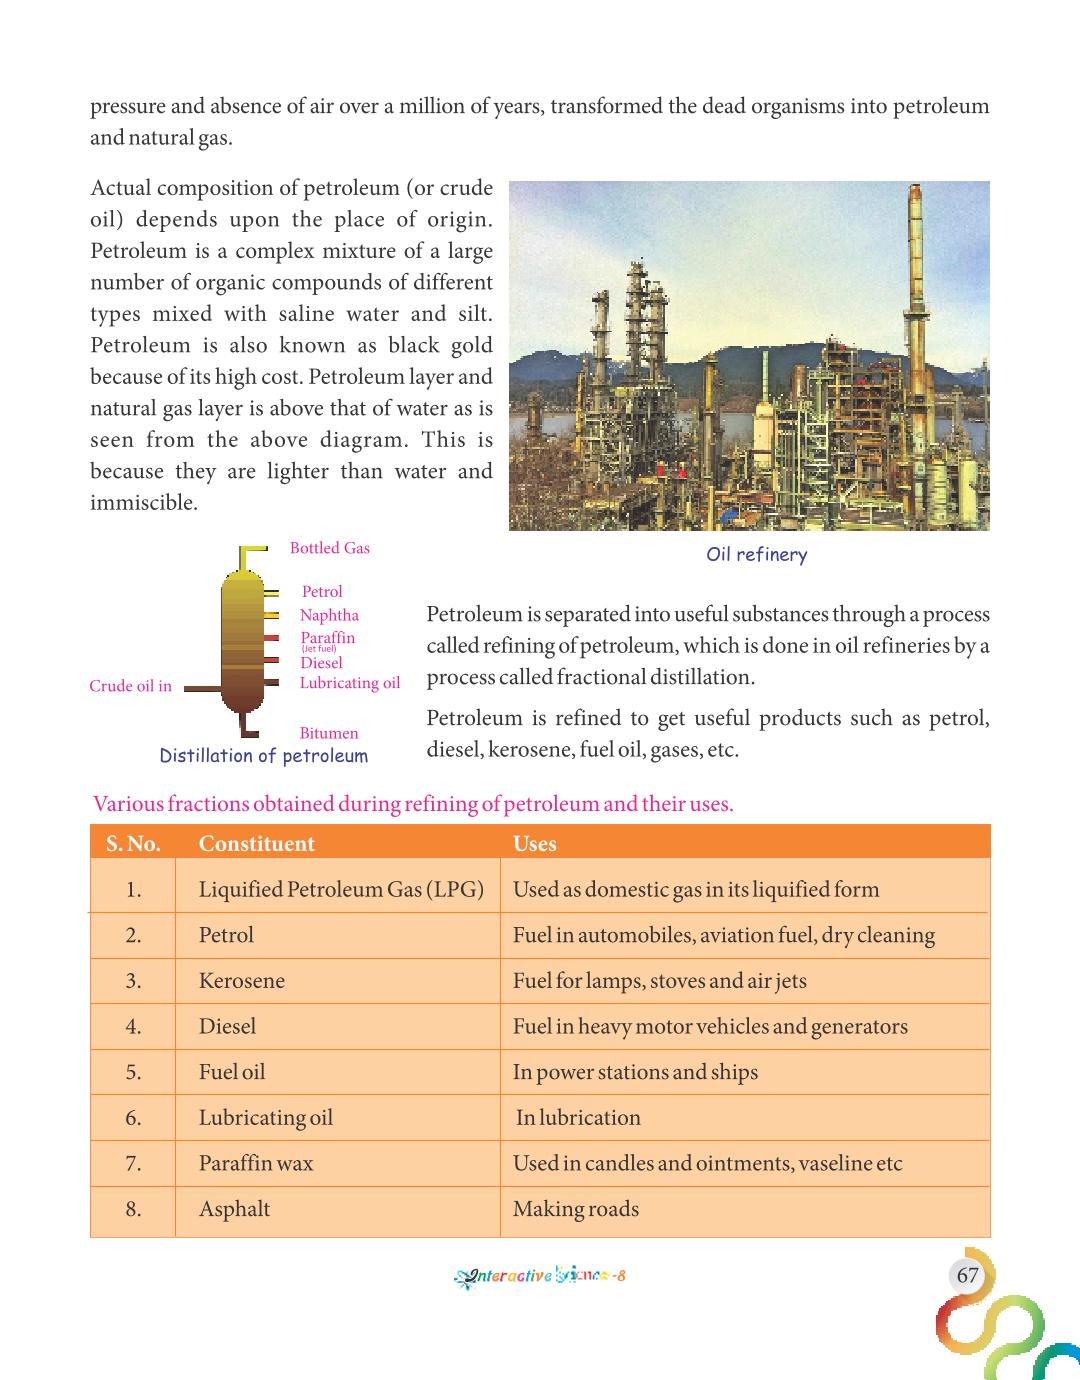 pressure and absence of air over a million of years, transformed the dead organisms into petroleum
and natural gas.
Actual composition of petroleum (or crude
oil) depends upon the place of origin.
Petroleum is a complex mixture of a large
number of organic compounds of different
types mixed with saline water and silt.
Petroleum is also known as black gold
because of its high cost. Petroleum layer and
natural gas layer is above that of water as is
seen from the above diagram. This is
because they are lighter than water and
immiscible.
Oil refinery
Bottled Gas
Petrol
Naphtha
Paraffin
(Jet fuel)
Diesel
Lubricating oil
Crude oil in
Bitumen
Distillation of petroleum
Petroleum is separated into useful substances through a process
called refining of petroleum, which is done in oil refineries by a
process called fractional distillation.
Petroleum is refined to get useful products such as petrol,
diesel, kerosene, fuel oil, gases, etc.
Various fractions obtained during refining of petroleum and their uses.
S. No. Constituent Uses
1. Liquified Petroleum Gas (LPG) Used as domestic gas in its liquified form
2. Petrol Fuel in automobiles, aviation fuel, dry cleaning
3. Kerosene Fuel for lamps, stoves and air jets
4. Diesel Fuel in heavy motor vehicles and generators
5. Fuel oil In power stations and ships
6. Lubricating oil In lubrication
7. Paraffin wax Used in candles and ointments, vaseline etc
8. Asphalt Making roads
Interactive Science -8
67